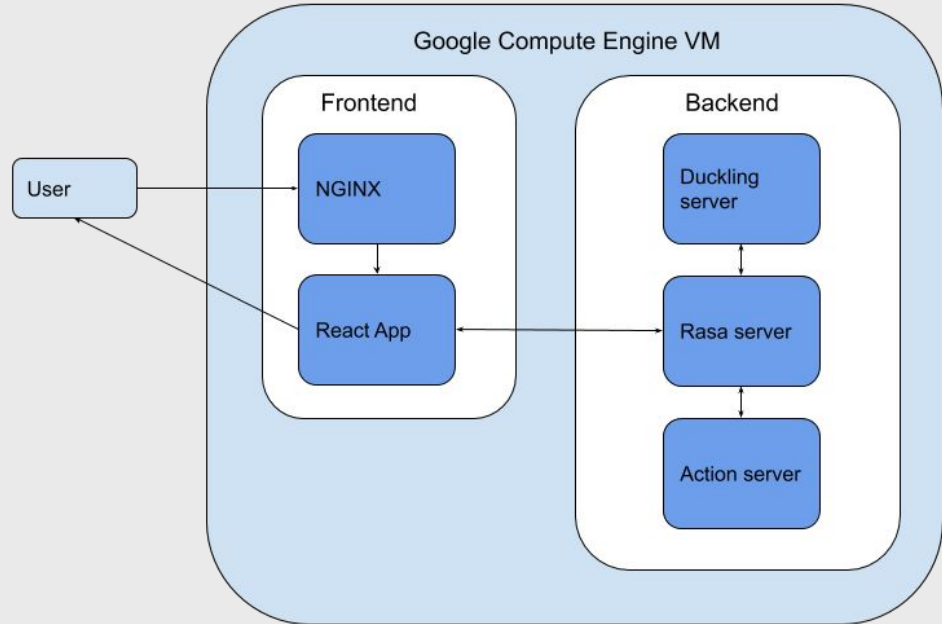 Google Compute Engine VM
Frontend
Backend
User
NGINX
Duckling
server
React App
Rasa server
Action server